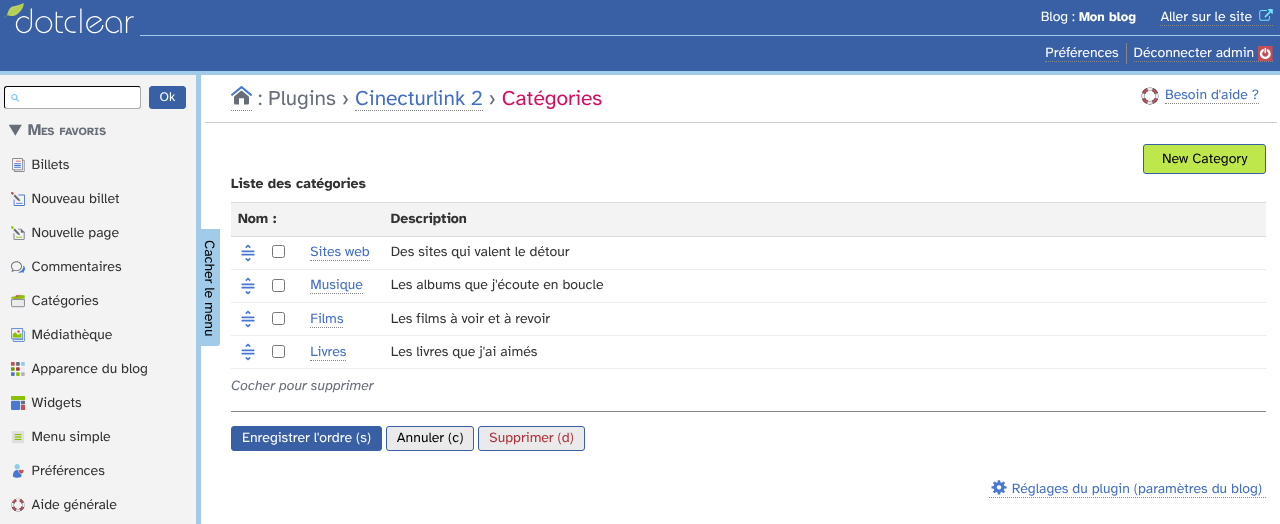 dotclear
Blog : Mon blog Aller sur le site
Préférences Déconnecter admin
Ok
Mes favoris
Billets
Nouveau billet
Nouvelle page
Commentaires
Catégories
Médiathèque
Apparence du blog
Widgets
Menu simple
Préférences
Aide générale
Cacher le menu
: Plugins › Cinecturlink 2 › Catégories
Besoin d'aide ?
New Category
Liste des catégories
Nom : Description
Sites web Des sites qui valent le détour
Musique Les albums que j'écoute en boucle
Films Les films à voir et à revoir
Livres Les livres que j'ai aimés
Cocher pour supprimer
Enregistrer l'ordre (s) Annuler (c) Supprimer (d)
Réglages du plugin (paramètres du blog)